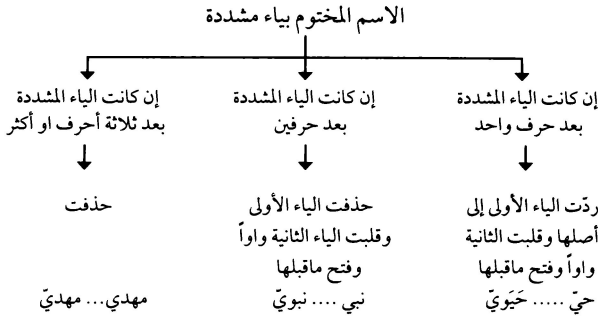 الاسم المختوم بياء مشددة
إن كانت الياء المشددة
بعد حرف واحد
ردّت الياء الأولى إلى
أصلها وقلبت الثانية
واواً وفتح ماقبلها
حيّ ..... حَيَويّ
إن كانت الياء المشددة
بعد حرفين
حذفت الياء الأولى
وقلبت الياء الثانية واواً
وفتح ماقبلها
نبي .... نبويّ
إن كانت الياء المشددة
بعد ثلاثة أحرف او أكثر
حذفت
مهدي... مهديّ